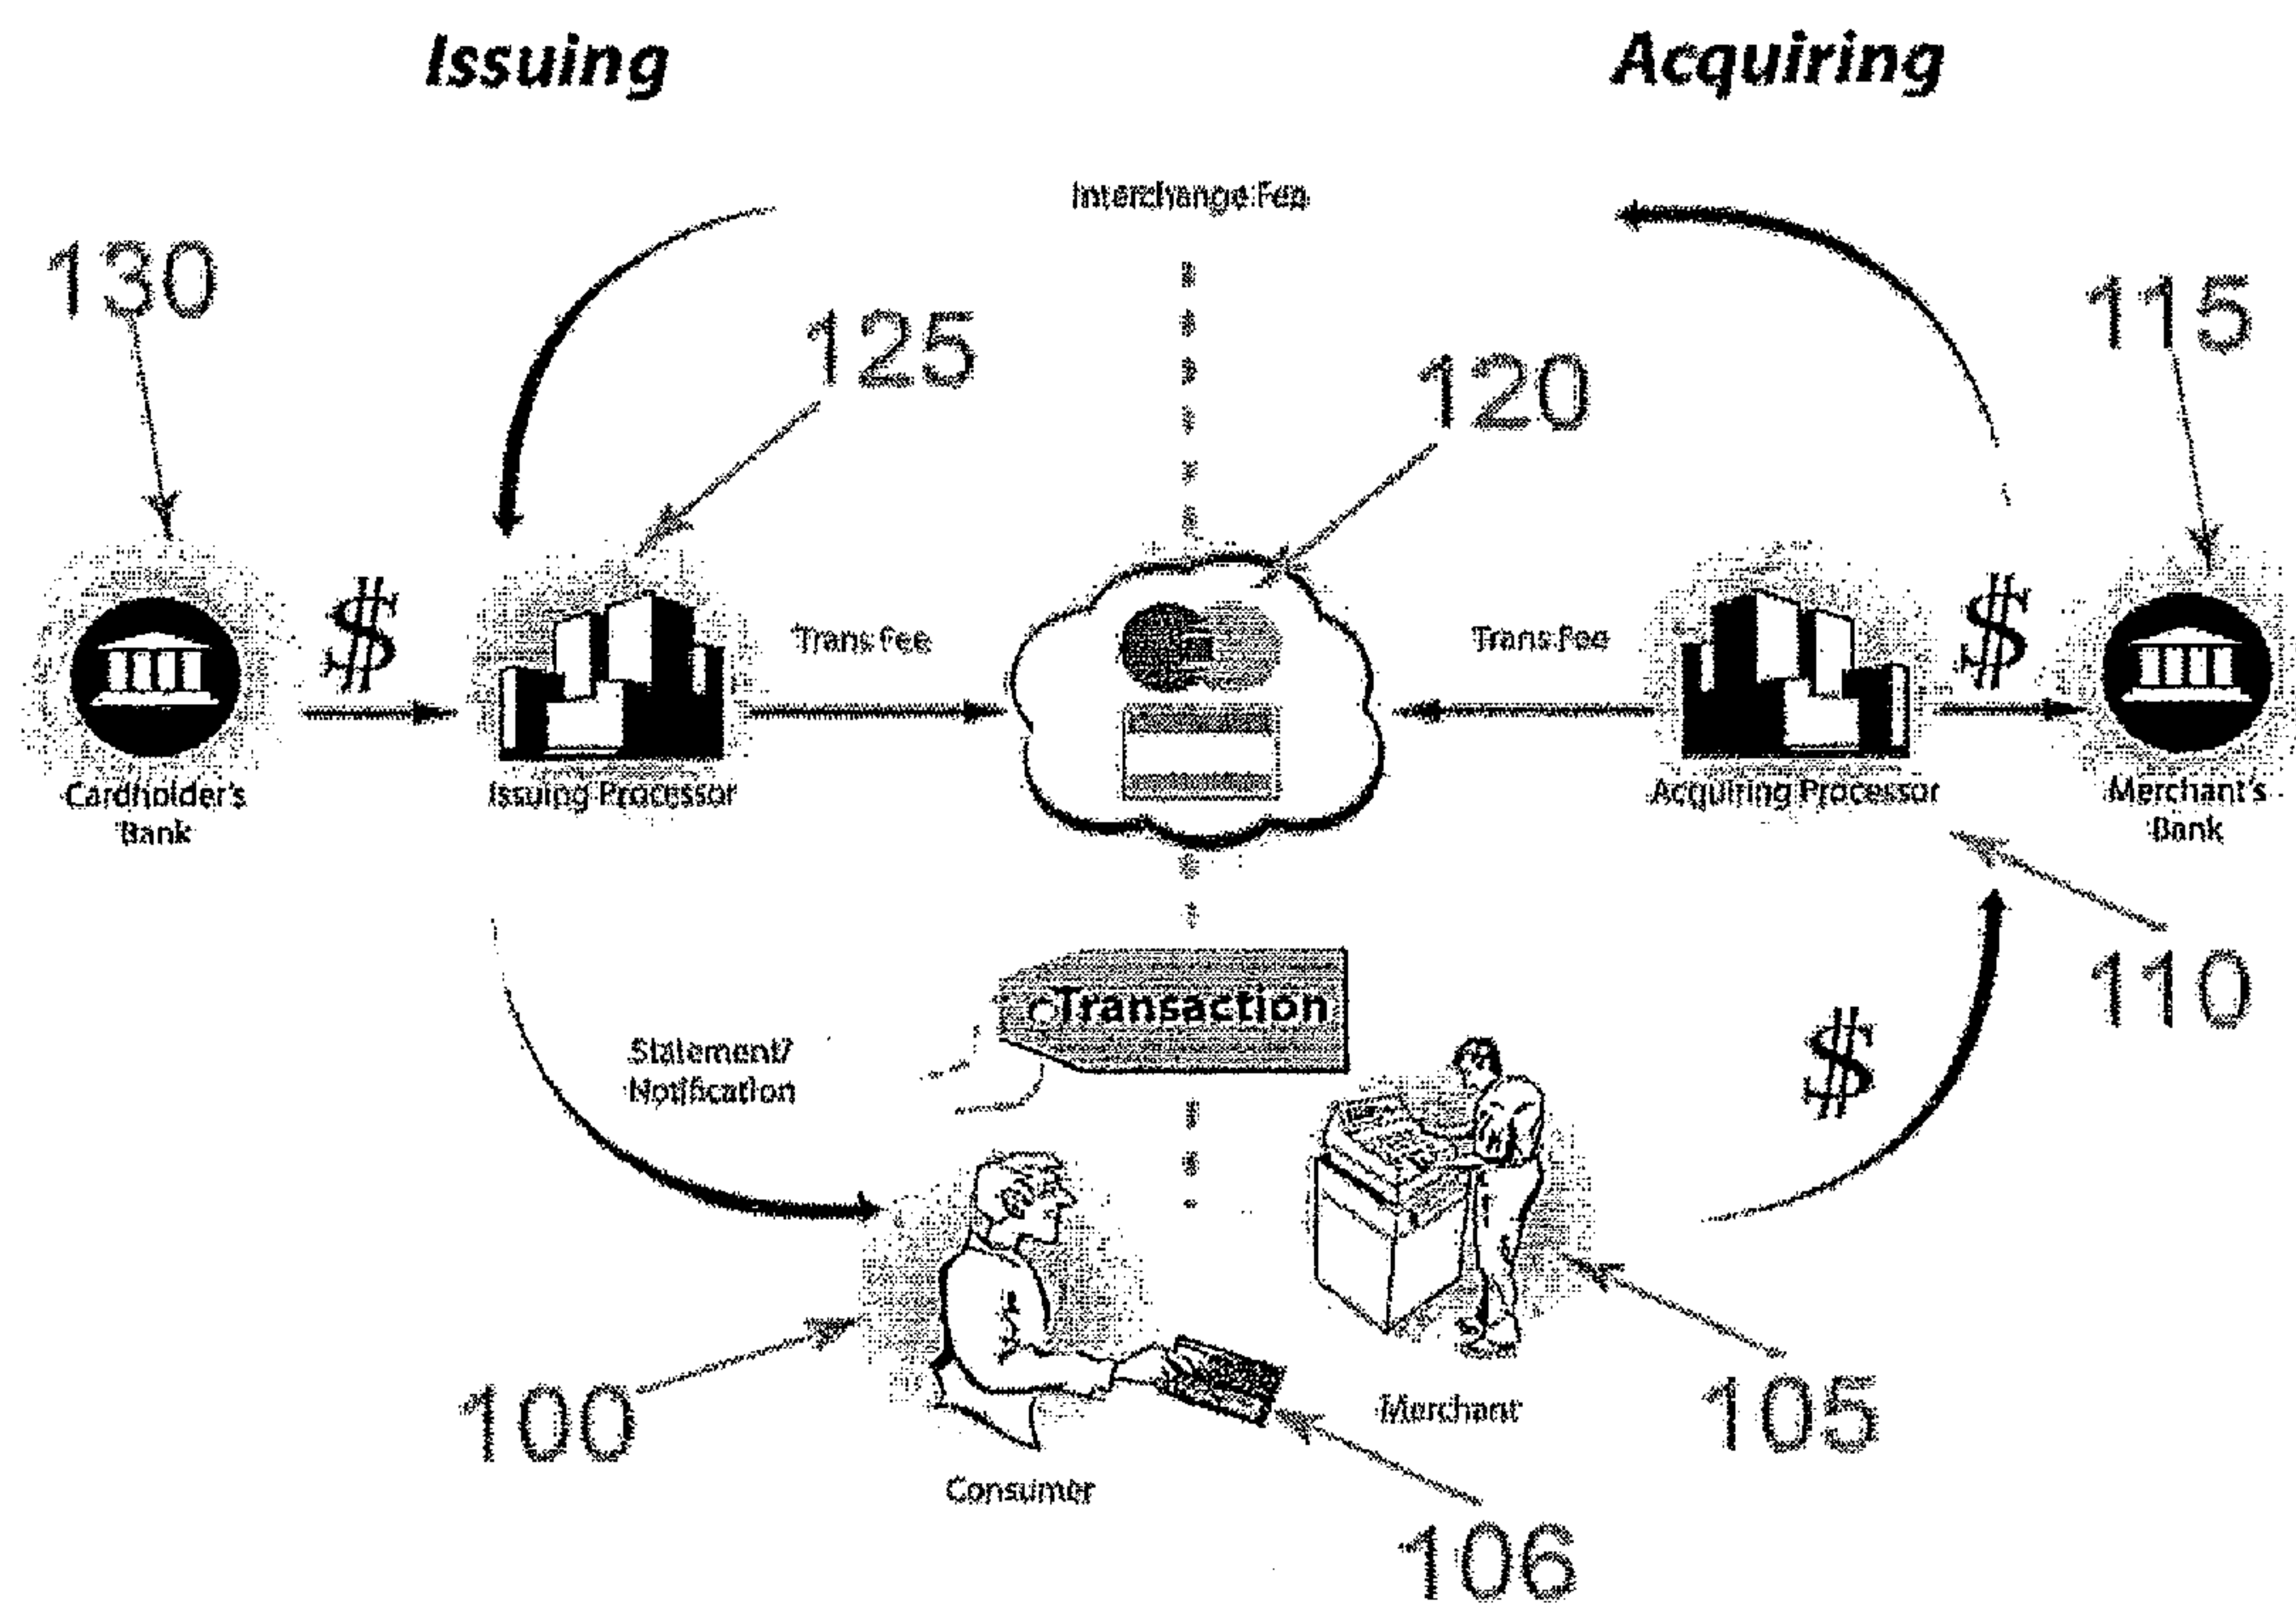 Issuing
Acquiring
Interchange Fee
130
125
120
115
$
Trans Fee
Trans Fee
$
Cardholder's
Bank
Issuing Processor
Acquiring Processor
Merchant's
Bank
110
Transaction
Statement/
Notification
$
100
Merchant
105
Consumer
106